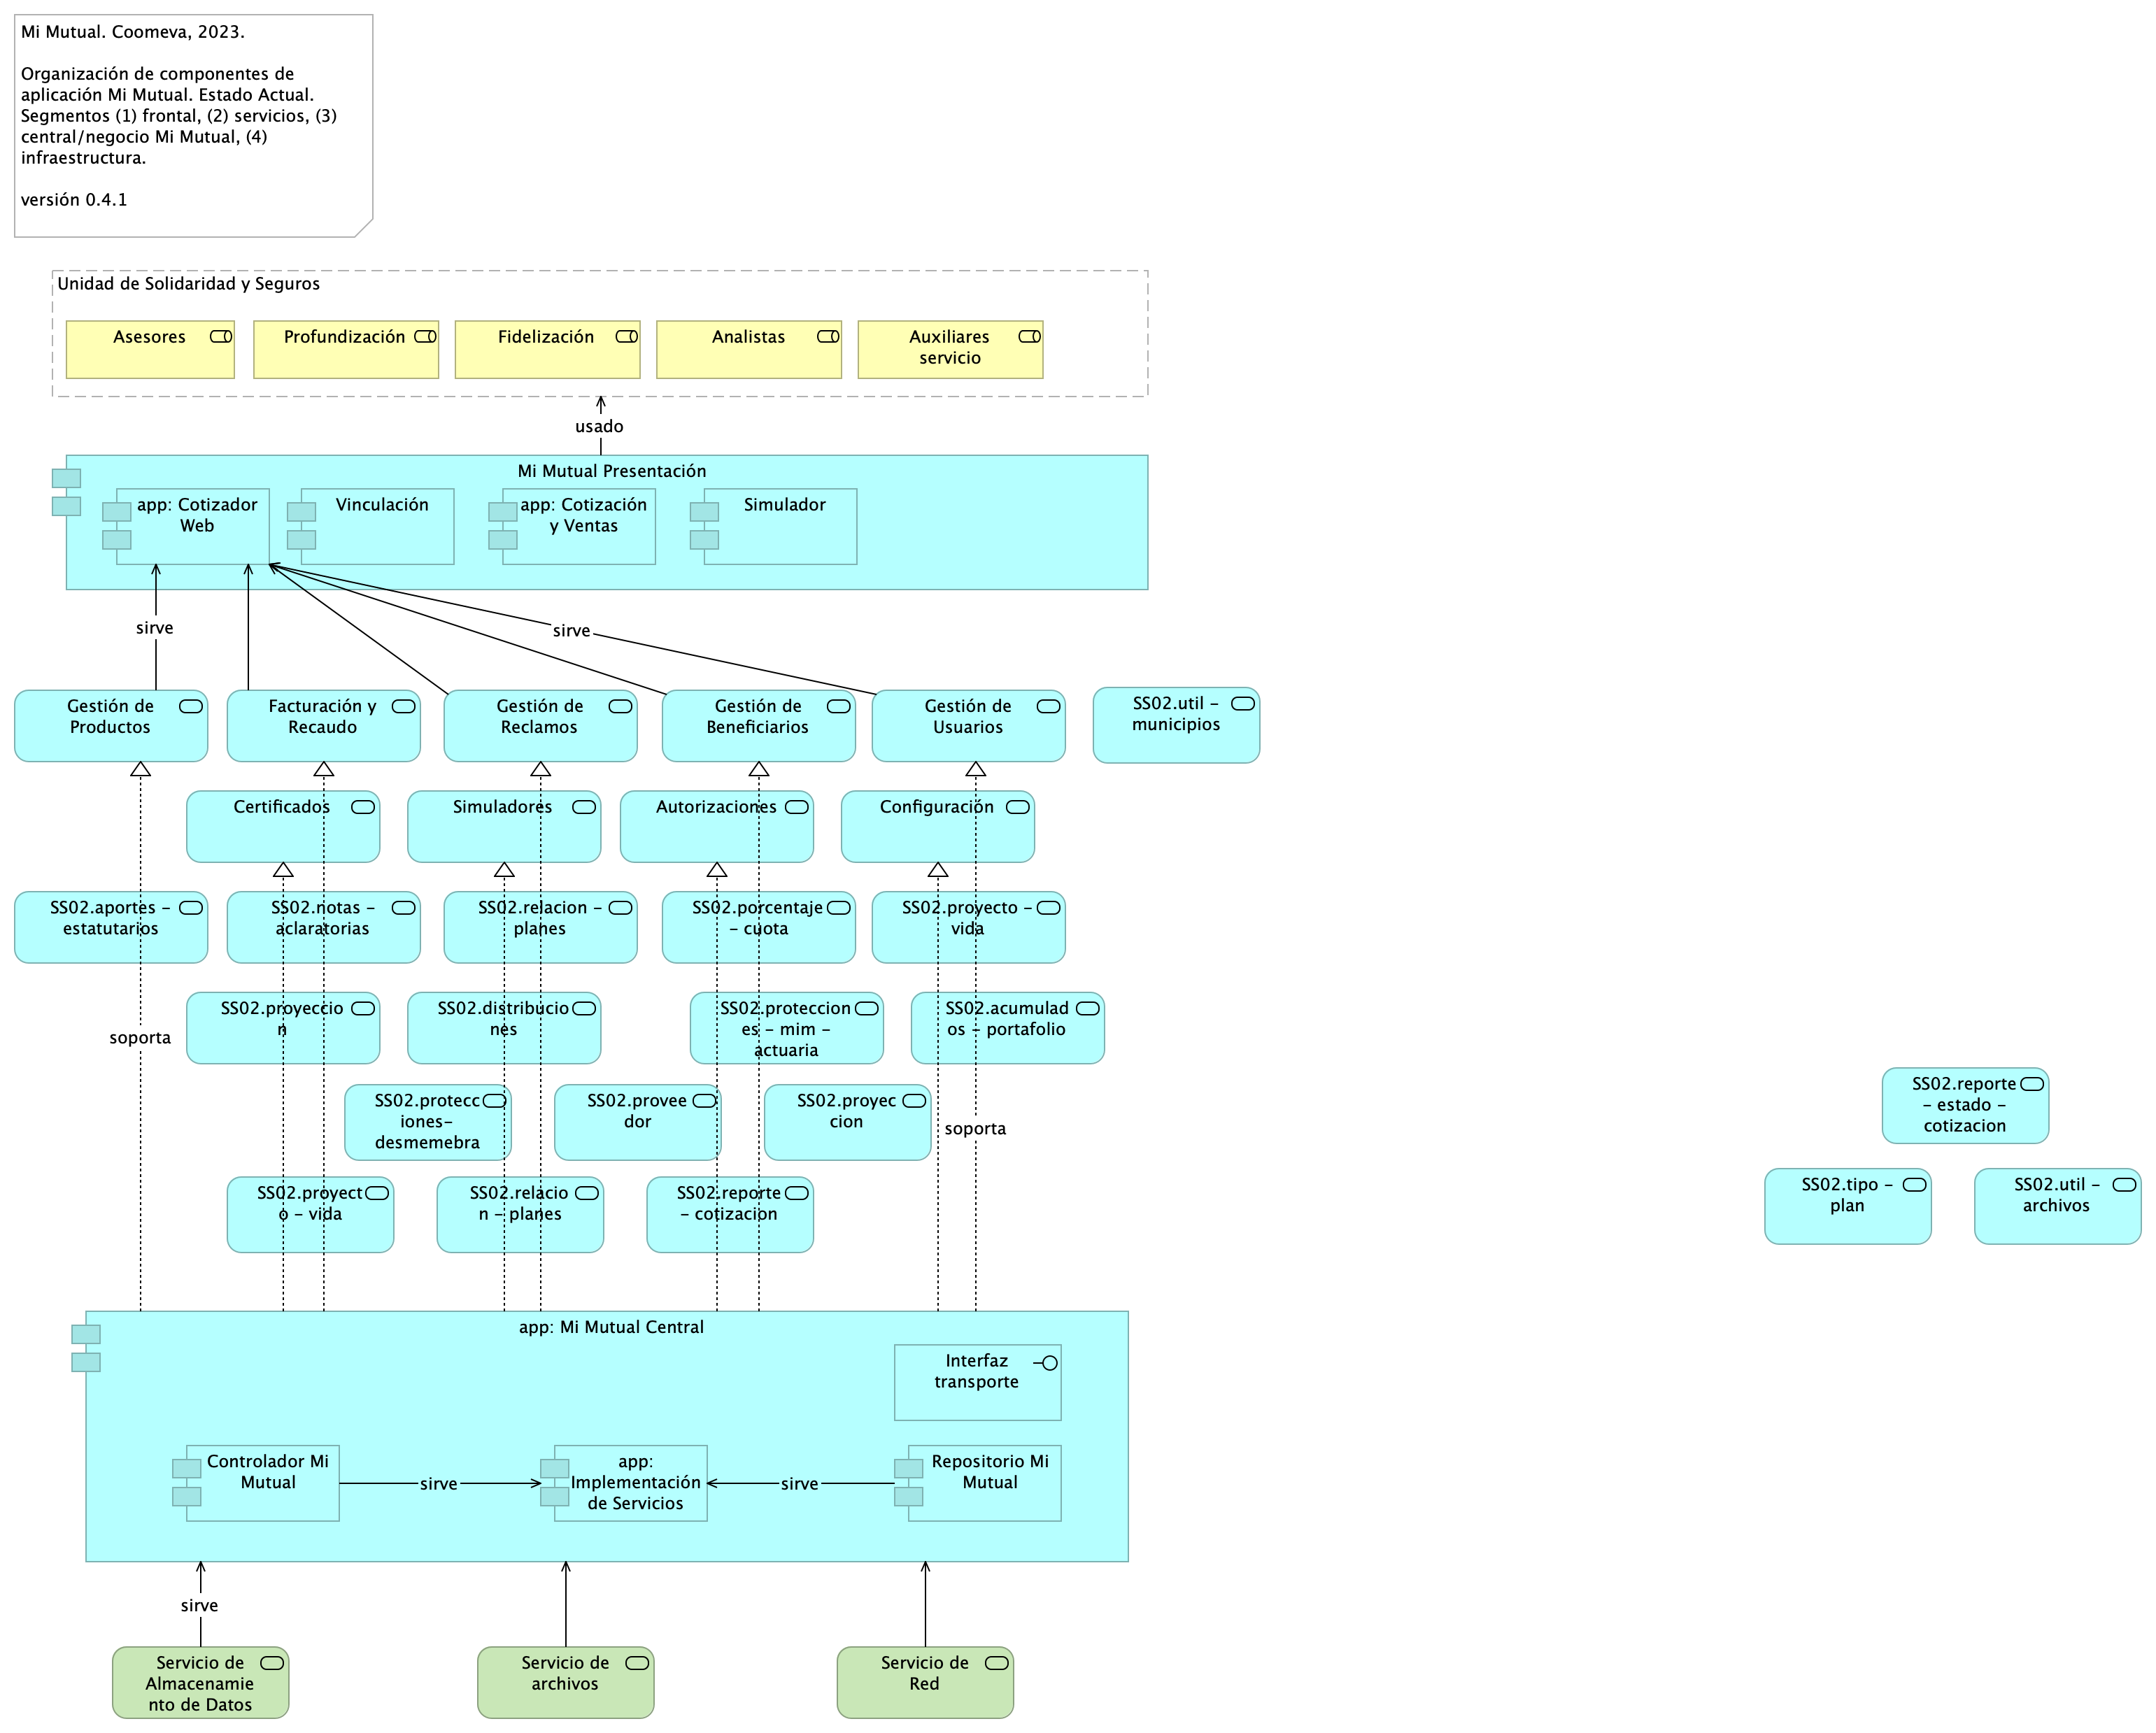 Mi Mutual. Coomeva, 2023.
Organización de componentes de
aplicación Mi Mutual. Estado Actual.
Segmentos (1) frontal, (2) servicios, (3)
central/negocio Mi Mutual, (4)
infraestructura.
versión 0.4.1
Unidad de Solidaridad y Seguros
Asesores
Profundización
Fidelización
Analistas
Auxiliares
servicio
usado
Mi Mutual Presentación
app: Cotizador
Web
Vinculación
app: Cotización
y Ventas
Simulador
sirve
sirve
Gestión de
Productos
Facturación y
Recaudo
Gestión de
Reclamos
Gestión de
Beneficiarios
Gestión de
Usuarios
SS02.util -
municipios
Certificados
Simuladores
Autorizaciones
Configuración
SS02.aportes -
estatutarios
SS02.notas -
aclaratorias
SS02.relacion -
planes
SS02.porcentaje
- cuota
SS02.proyecto -
vida
SS02.proyeccio
n
SS02.distribucio
nes
SS02.proteccion
es - mim -
actuaria
SS02.acumulad
os - portafolio
soporta
SS02.protecc
iones-
desmemebra
SS02.provee
dor
SS02.proyec
cion
soporta
SS02.reporte
- estado -
cotizacion
SS02.proyect
o - vida
SS02.relacio
n - planes
SS02.reporte
- cotizacion
SS02.tipo -
plan
SS02.util -
archivos
app: Mi Mutual Central
Interfaz
transporte
Controlador Mi
Mutual
sirve
app:
Implementación
de Servicios
sirve
Repositorio Mi
Mutual
sirve
Servicio de
Almacenamie
nto de Datos
Servicio de
archivos
Servicio de
Red